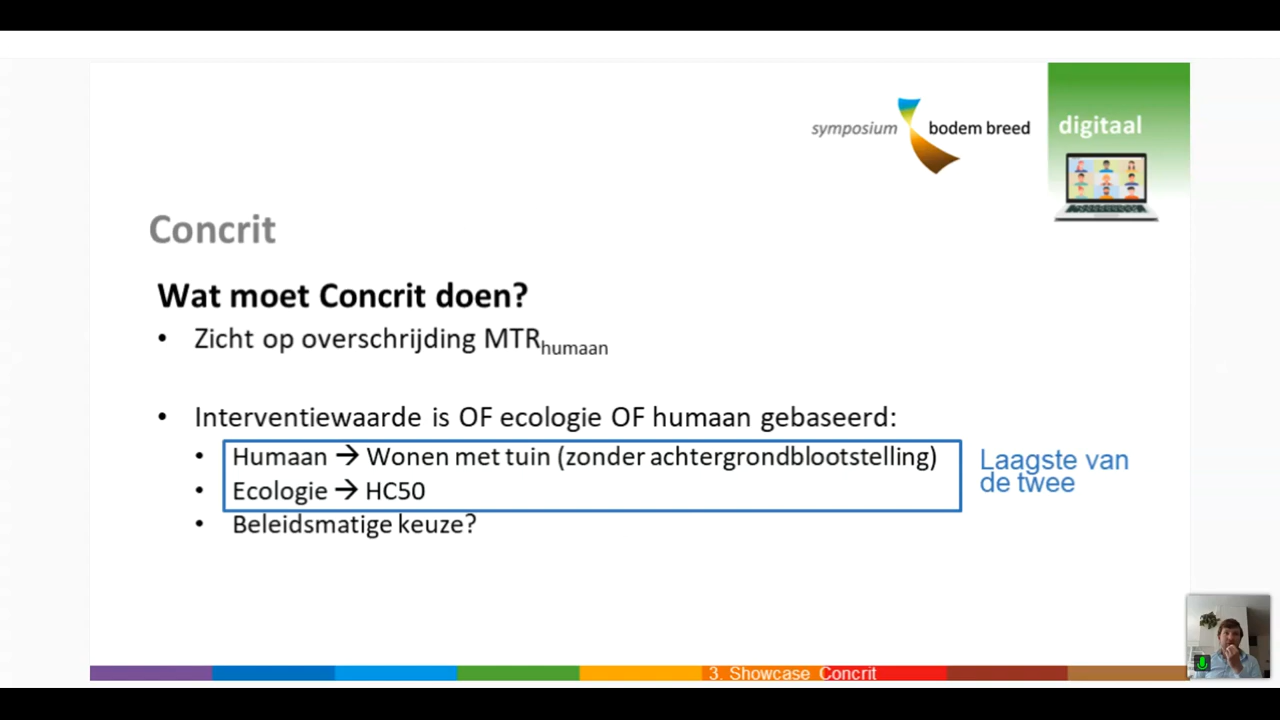 symposium bodem breed digitaal
Concrit
Wat moet Concrit doen?
• Zicht op overschrijding MTRhumaan
• Interventiewaarde is OF ecologie OF humaan gebaseerd:
• Humaan → Wonen met tuin (zonder achtergrondblootstelling)
• Ecologie → HC50
• Beleidsmatige keuze?
Laagste van
de twee
3. Showcase Concrit